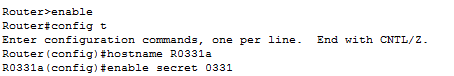 Router>enable
Router#config t
Enter configuration commands, one per line.  End with CNTL/Z.
Router(config)#hostname R0331a
R0331a(config)#enable secret 0331